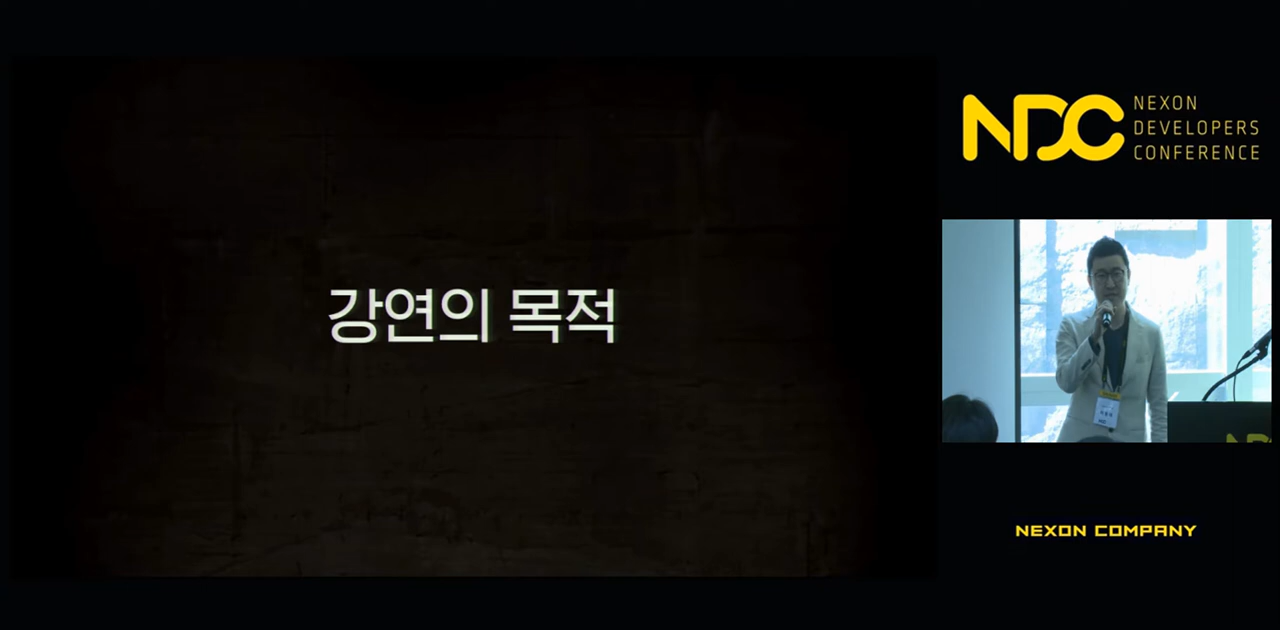 강연의 목적
NDC
NEXON
DEVELOPERS
CONFERENCE
NEXON COMPANY